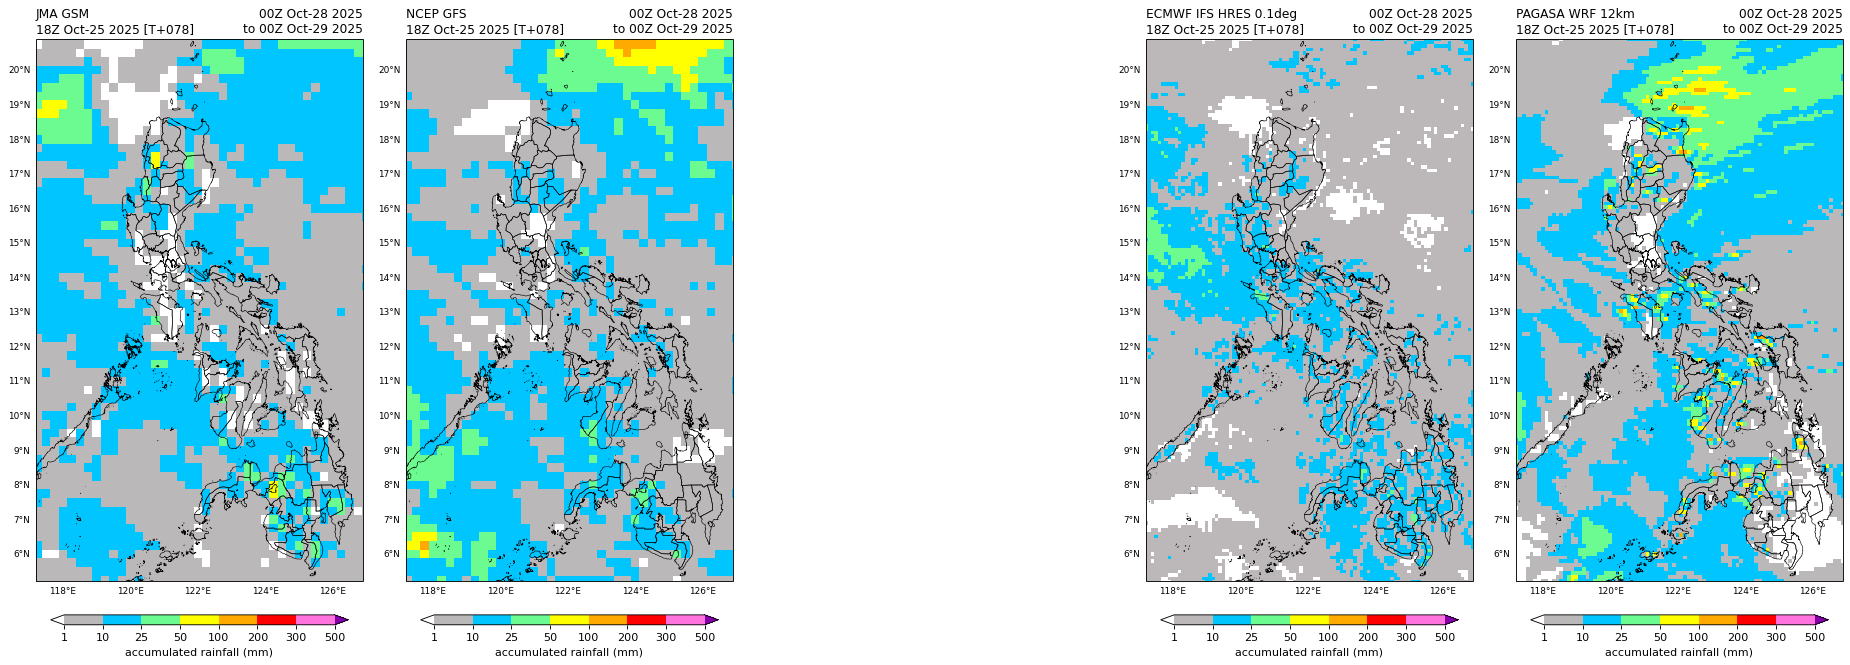 JMA GSM 00Z Oct-28 2025
18Z Oct-25 2025 [T+078] to 00Z Oct-29 2025
20°N
19°N
18°N
17°N
16°N
15°N
14°N
13°N
12°N
11°N
10°N
9°N
8°N
7°N
6°N
118°E 120°E 122°E 124°E 126°E
1 10 25 50 100 200 300 500
accumulated rainfall (mm)
NCEP GFS 00Z Oct-28 2025
18Z Oct-25 2025 [T+078] to 00Z Oct-29 2025
20°N
19°N
18°N
17°N
16°N
15°N
14°N
13°N
12°N
11°N
10°N
9°N
8°N
7°N
6°N
118°E 120°E 122°E 124°E 126°E
1 10 25 50 100 200 300 500
accumulated rainfall (mm)
ECMWF IFS HRES 0.1deg 00Z Oct-28 2025
18Z Oct-25 2025 [T+078] to 00Z Oct-29 2025
20°N
19°N
18°N
17°N
16°N
15°N
14°N
13°N
12°N
11°N
10°N
9°N
8°N
7°N
6°N
118°E 120°E 122°E 124°E 126°E
1 10 25 50 100 200 300 500
accumulated rainfall (mm)
PAGASA WRF 12km 00Z Oct-28 2025
18Z Oct-25 2025 [T+078] to 00Z Oct-29 2025
20°N
19°N
18°N
17°N
16°N
15°N
14°N
13°N
12°N
11°N
10°N
9°N
8°N
7°N
6°N
118°E 120°E 122°E 124°E 126°E
1 10 25 50 100 200 300 500
accumulated rainfall (mm)